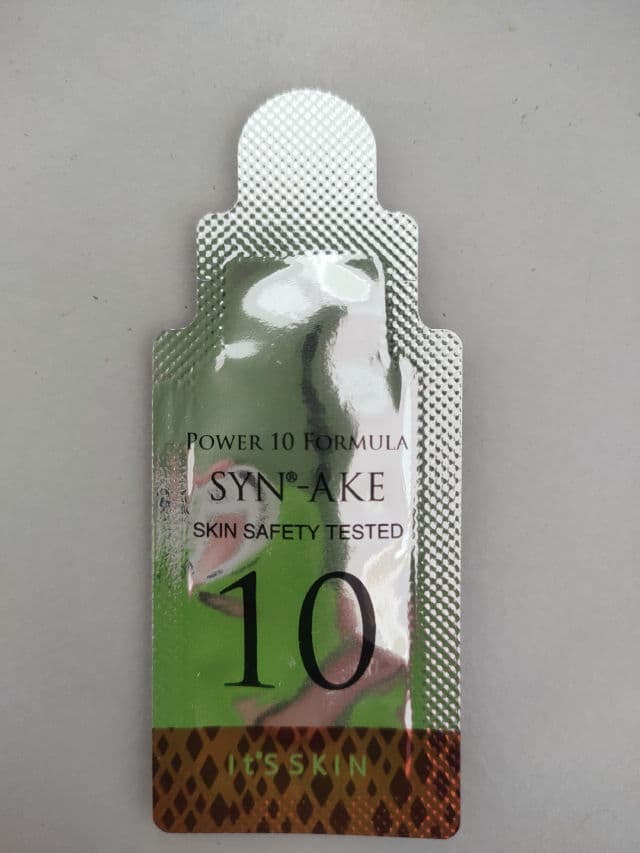 POWER 10 FORMULA
SYN®-AKE
SKIN SAFETY TESTED
10
It'S SKIN